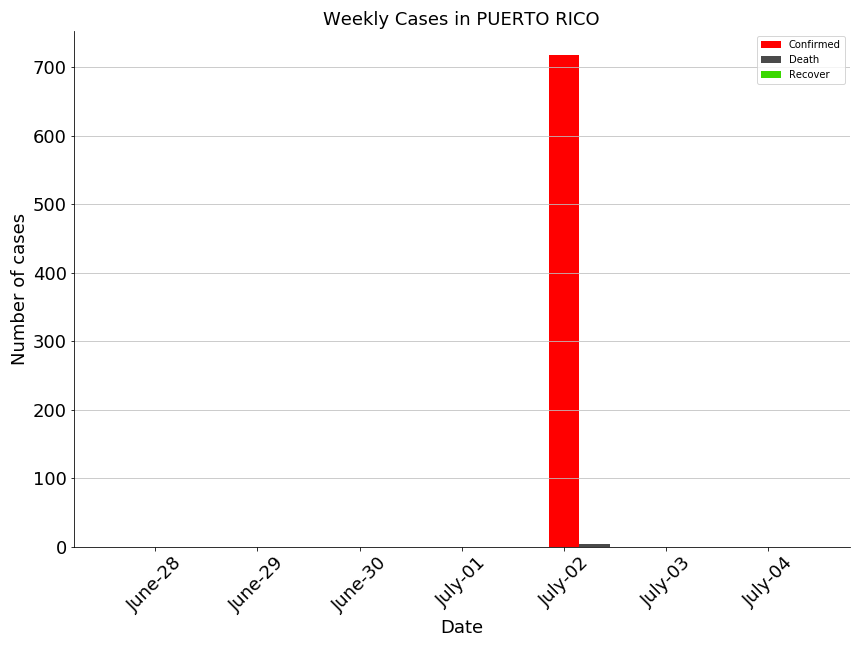 Weekly Cases in PUERTO RICO
Confirmed
Death
Recover
Number of cases
700
600
500
400
300
200
100
0
June-28
June-29
June-30
July-01
July-02
July-03
July-04
Date